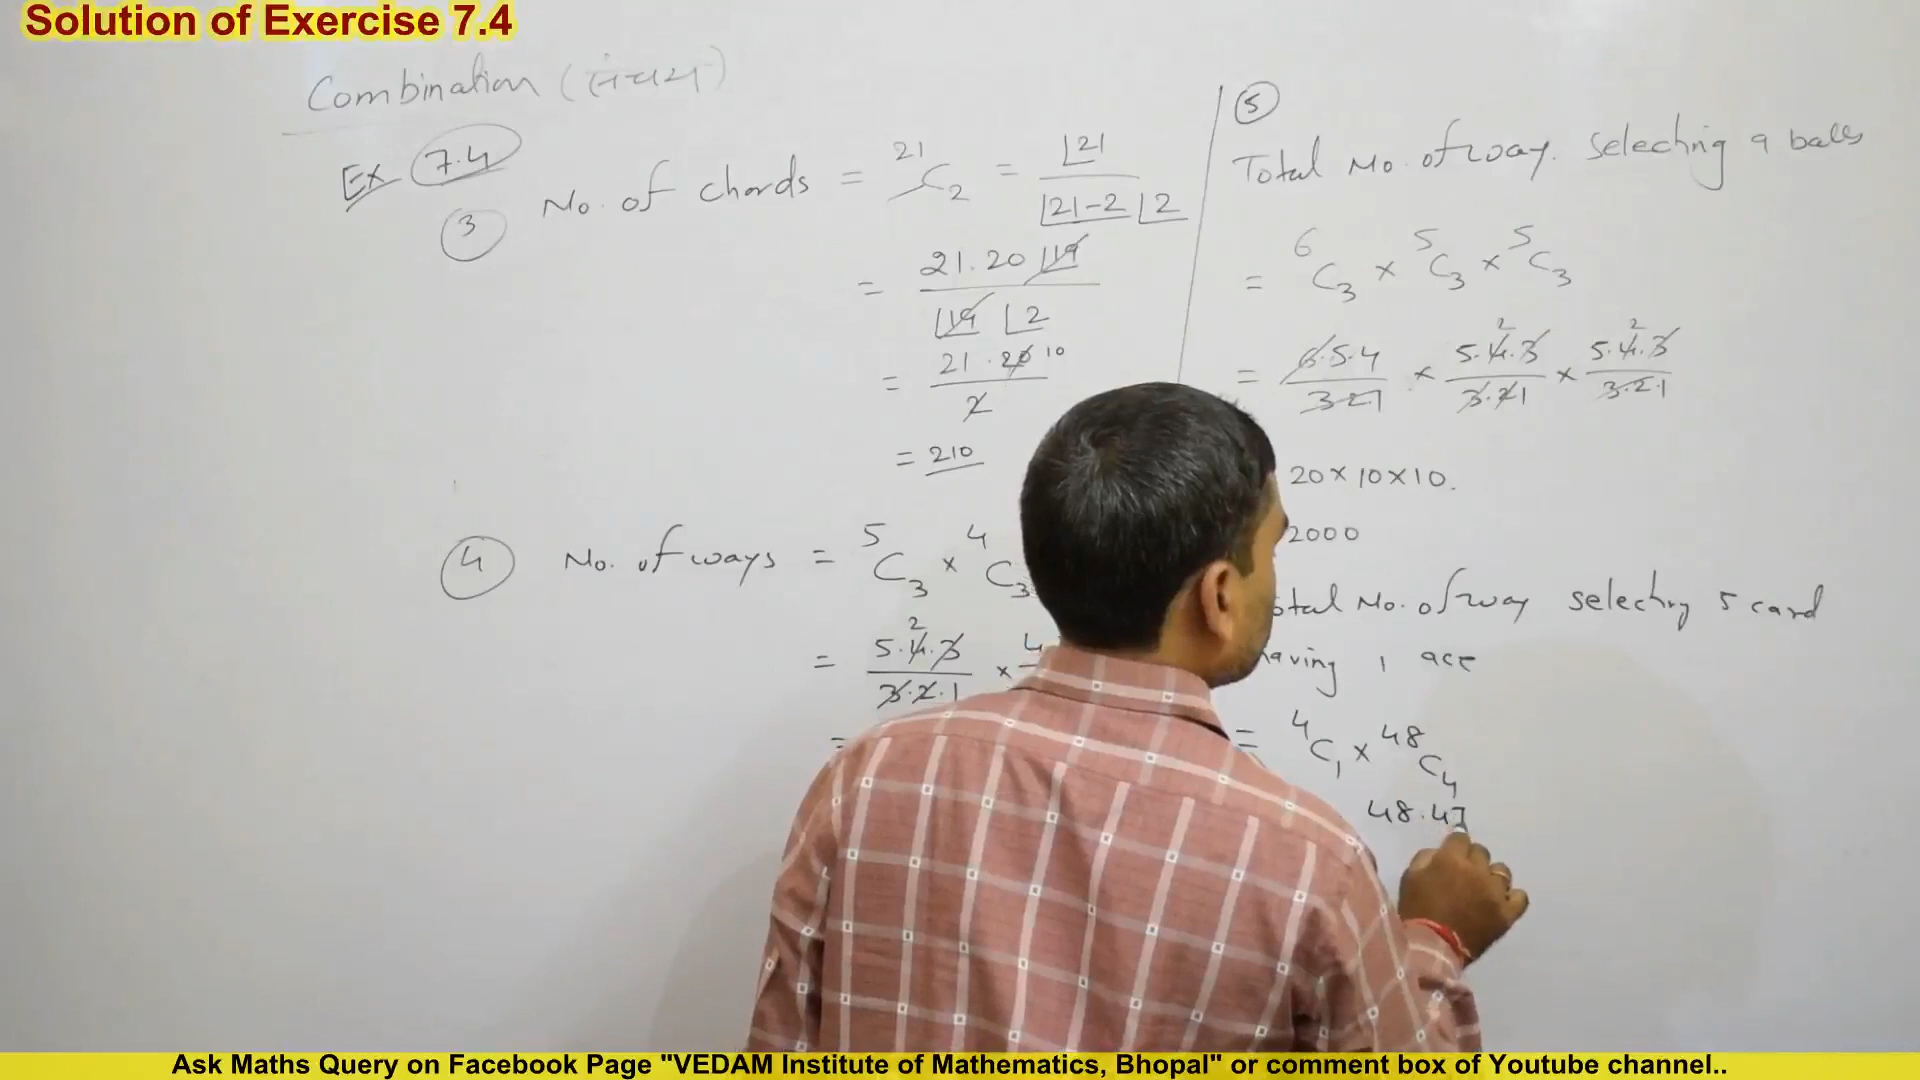 Solution of Exercise 7.4
Combination (संचय)
Ex 7.4
3 No. of chords = 21C2 = ⌊21 / ⌊21-2 ⌊2
= 21.20 ⌊19 / ⌊19 ⌊2
= 21.20 10 / 2
= 210
4 No. of ways = 5C3 × 4C3
= 5.4.3 2 / 3.2.1 × 4
=
5
Total No. of way. selecting 9 balls
= 6C3 × 5C3 × 5C3
= 6.5.4 / 3 2 1 × 5.4.3 2 / 3.2 1 × 5.4.3 2 / 3.2.1
20×10×10.
2000
otal No. of way selecting 5 card
having 1 ace
= 4C1 × 48C4
48.47
Ask Maths Query on Facebook Page "VEDAM Institute of Mathematics, Bhopal" or comment box of Youtube channel..